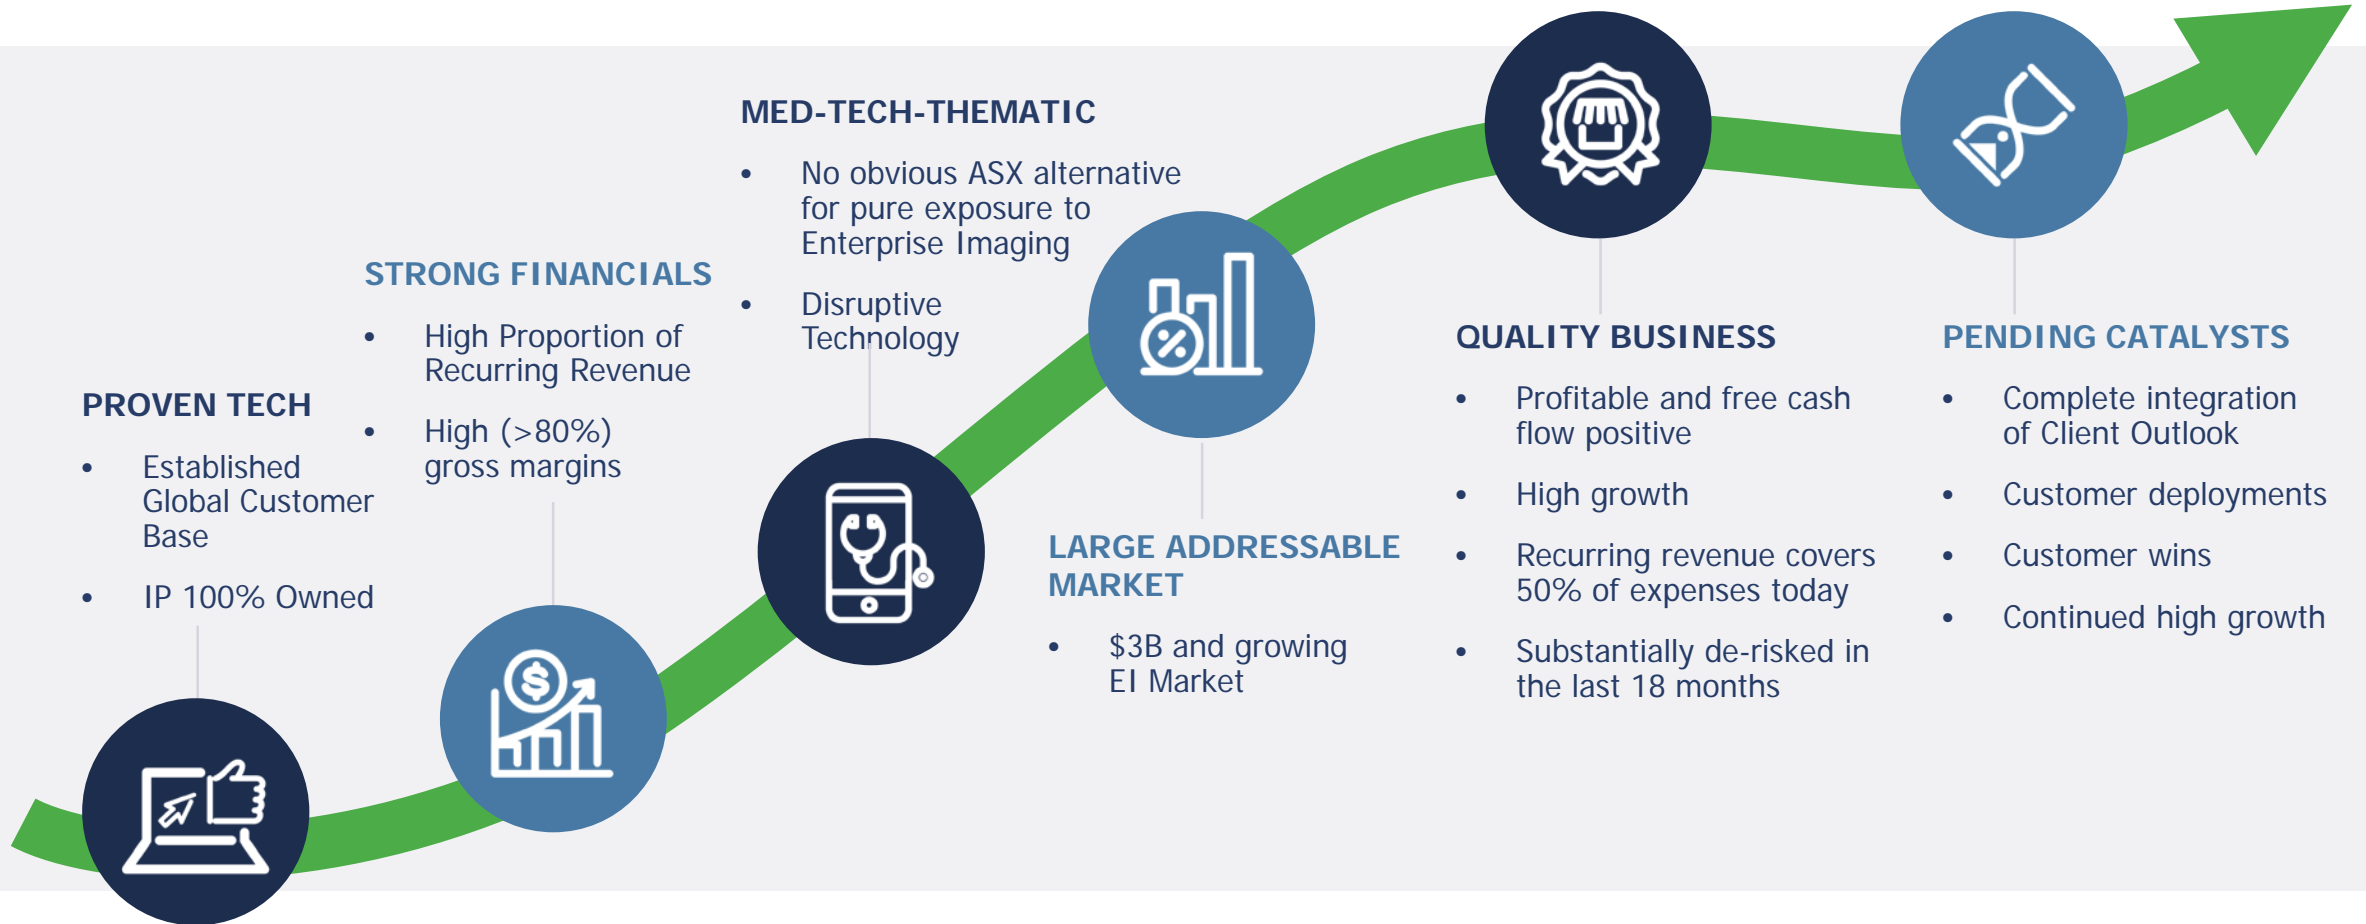 PROVEN TECH
• Established
Global Customer
Base
• IP 100% Owned
STRONG FINANCIALS
• High Proportion of
Recurring Revenue
• High (>80%)
gross margins
MED-TECH-THEMATIC
• No obvious ASX alternative
for pure exposure to
Enterprise Imaging
• Disruptive
Technology
LARGE ADDRESSABLE
MARKET
• $3B and growing
EI Market
QUALITY BUSINESS
• Profitable and free cash
flow positive
• High growth
• Recurring revenue covers
50% of expenses today
• Substantially de-risked in
the last 18 months
PENDING CATALYSTS
• Complete integration
of Client Outlook
• Customer deployments
• Customer wins
• Continued high growth